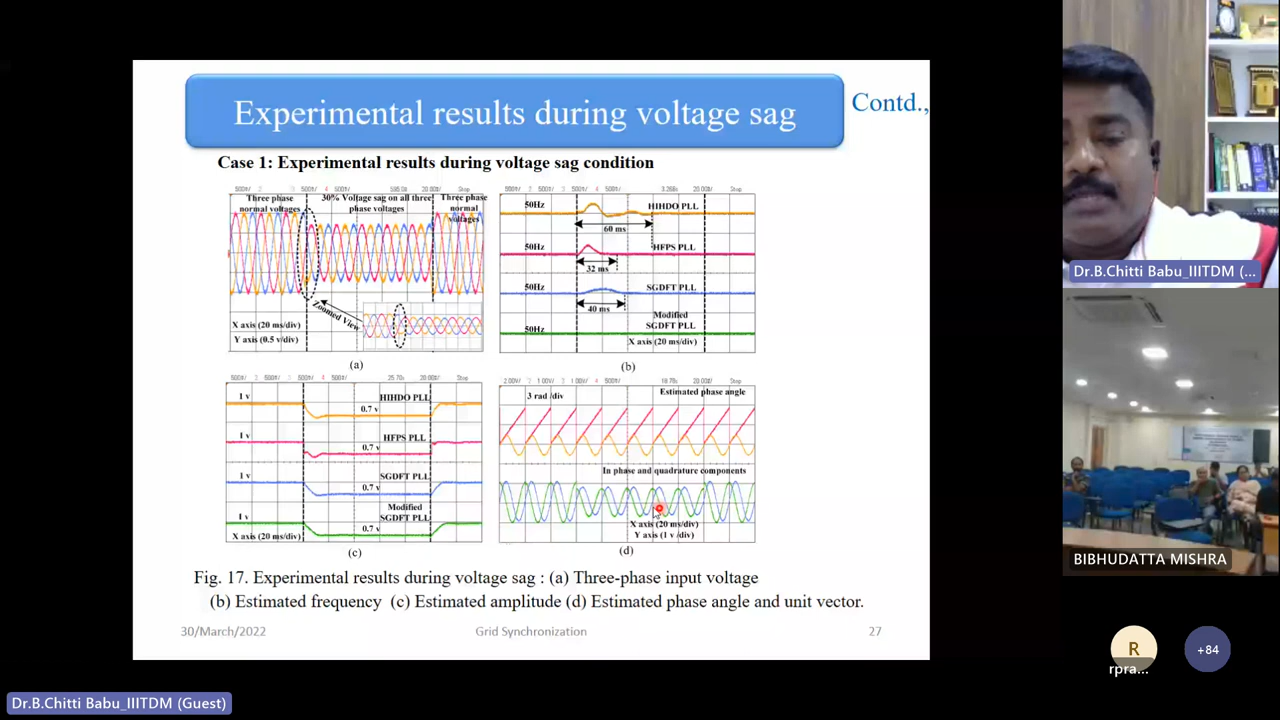 Experimental results during voltage sag
Contd.,
Case 1: Experimental results during voltage sag condition
Three phase
normal voltages
30% Voltage sag on all three
phase voltages
Three phase
normal
voltages
Zoomed View
X axis (20 ms/div)
Y axis (0.5 v/div)
(a)
50Hz
HIHDO PLL
60 ms
50Hz
HFPS PLL
32 ms
50Hz
SGDFT PLL
40 ms
Modified
SGDFT PLL
50Hz
X axis (20 ms/div)
(b)
1 v
HIHDO PLL
0.7 v
1 v
HFPS PLL
0.7 v
1 v
SGDFT PLL
0.7 v
Modified
SGDFT PLL
1 v
0.7 v
X axis (20 ms/div)
(c)
3 rad /div
Estimated phase angle
In phase and quadrature components
X axis (20 ms/div)
Y axis (1 v/div)
(d)
Fig. 17. Experimental results during voltage sag : (a) Three-phase input voltage
(b) Estimated frequency (c) Estimated amplitude (d) Estimated phase angle and unit vector.
30/March/2022
Grid Synchronization
27
Dr.B.Chitti Babu_IIITDM (...
BIBHUDATTA MISHRA
R
rpra...
+84
Dr.B.Chitti Babu_IIITDM (Guest)